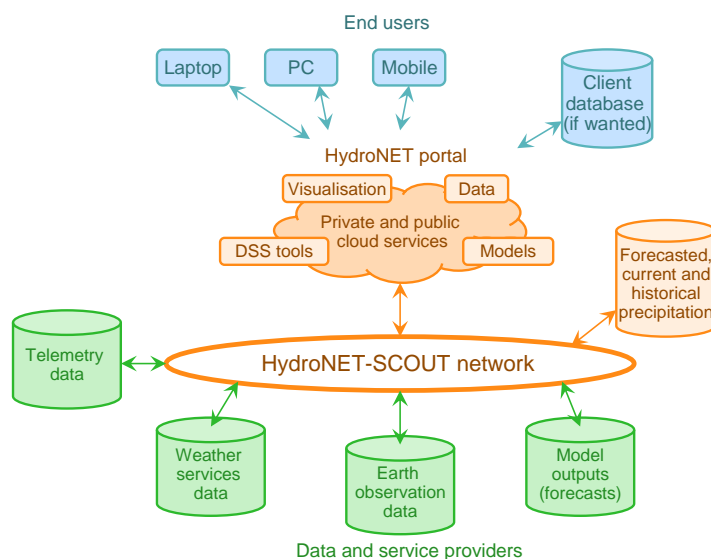 End users
Laptop
PC
Mobile
Client
database
(if wanted)
HydroNET portal
Visualisation
Data
Private and public
cloud services
DSS tools
Models
Forecasted,
current and
historical
precipitation
HydroNET-SCOUT network
Telemetry
data
Weather
services
data
Earth
observation
data
Model
outputs
(forecasts)
Data and service providers